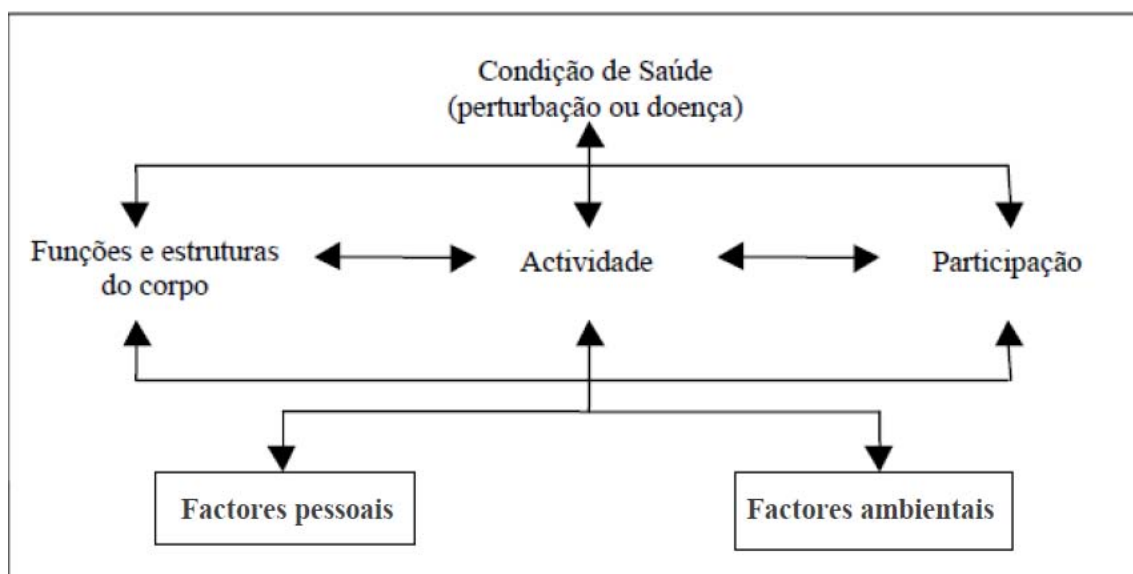 Condição de Saúde
(perturbação ou doença)
Funções e estruturas
do corpo
Actividade
Participação
Factores pessoais
Factores ambientais